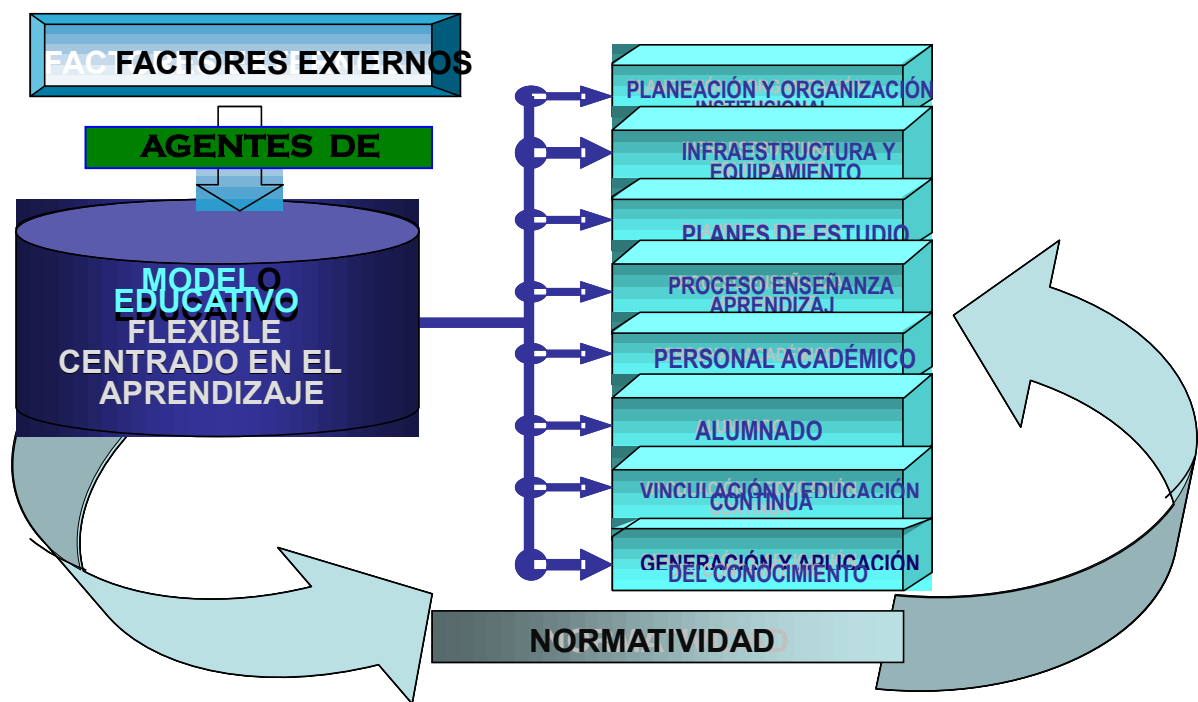 FACTORES EXTERNOS
AGENTES DE
MODELO
EDUCATIVO
FLEXIBLE
CENTRADO EN EL
APRENDIZAJE
PLANEACIÓN Y ORGANIZACIÓN
INSTITUCIONAL
INFRAESTRUCTURA Y
EQUIPAMIENTO
PLANES DE ESTUDIO
PROCESO ENSEÑANZA
APRENDIZAJ
PERSONAL ACADÉMICO
ALUMNADO
VINCULACIÓN Y EDUCACIÓN
CONTINUA
GENERACIÓN Y APLICACIÓN
DEL CONOCIMIENTO
NORMATIVIDAD